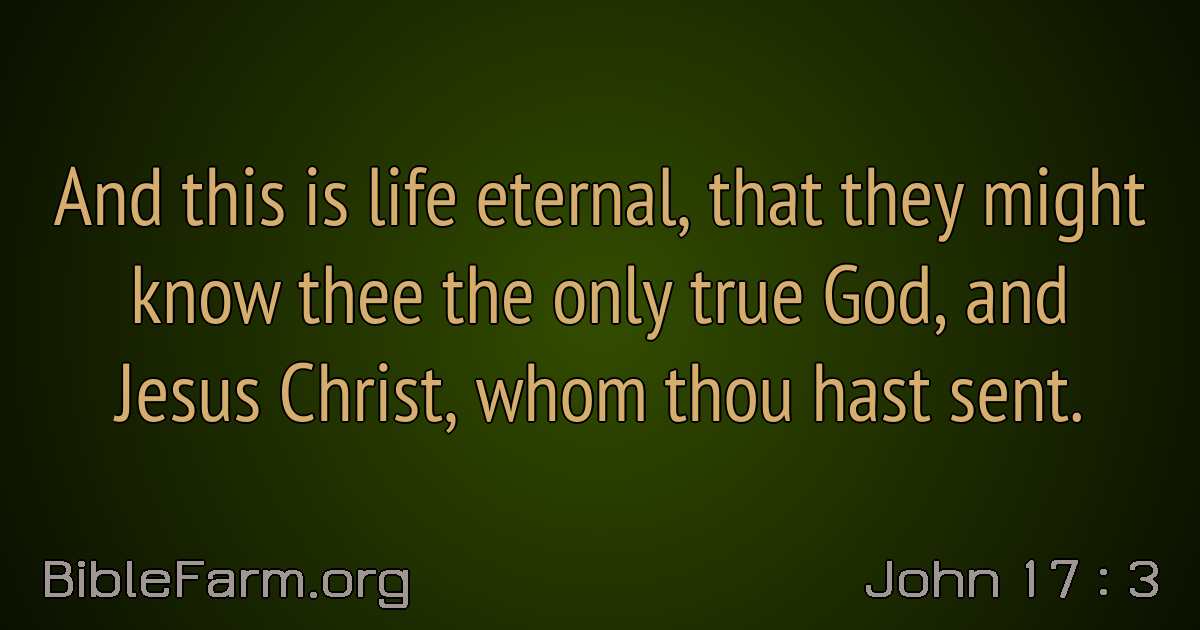 And this is life eternal, that they might
know thee the only true God, and
Jesus Christ, whom thou hast sent.
BibleFarm.org
John 17 : 3